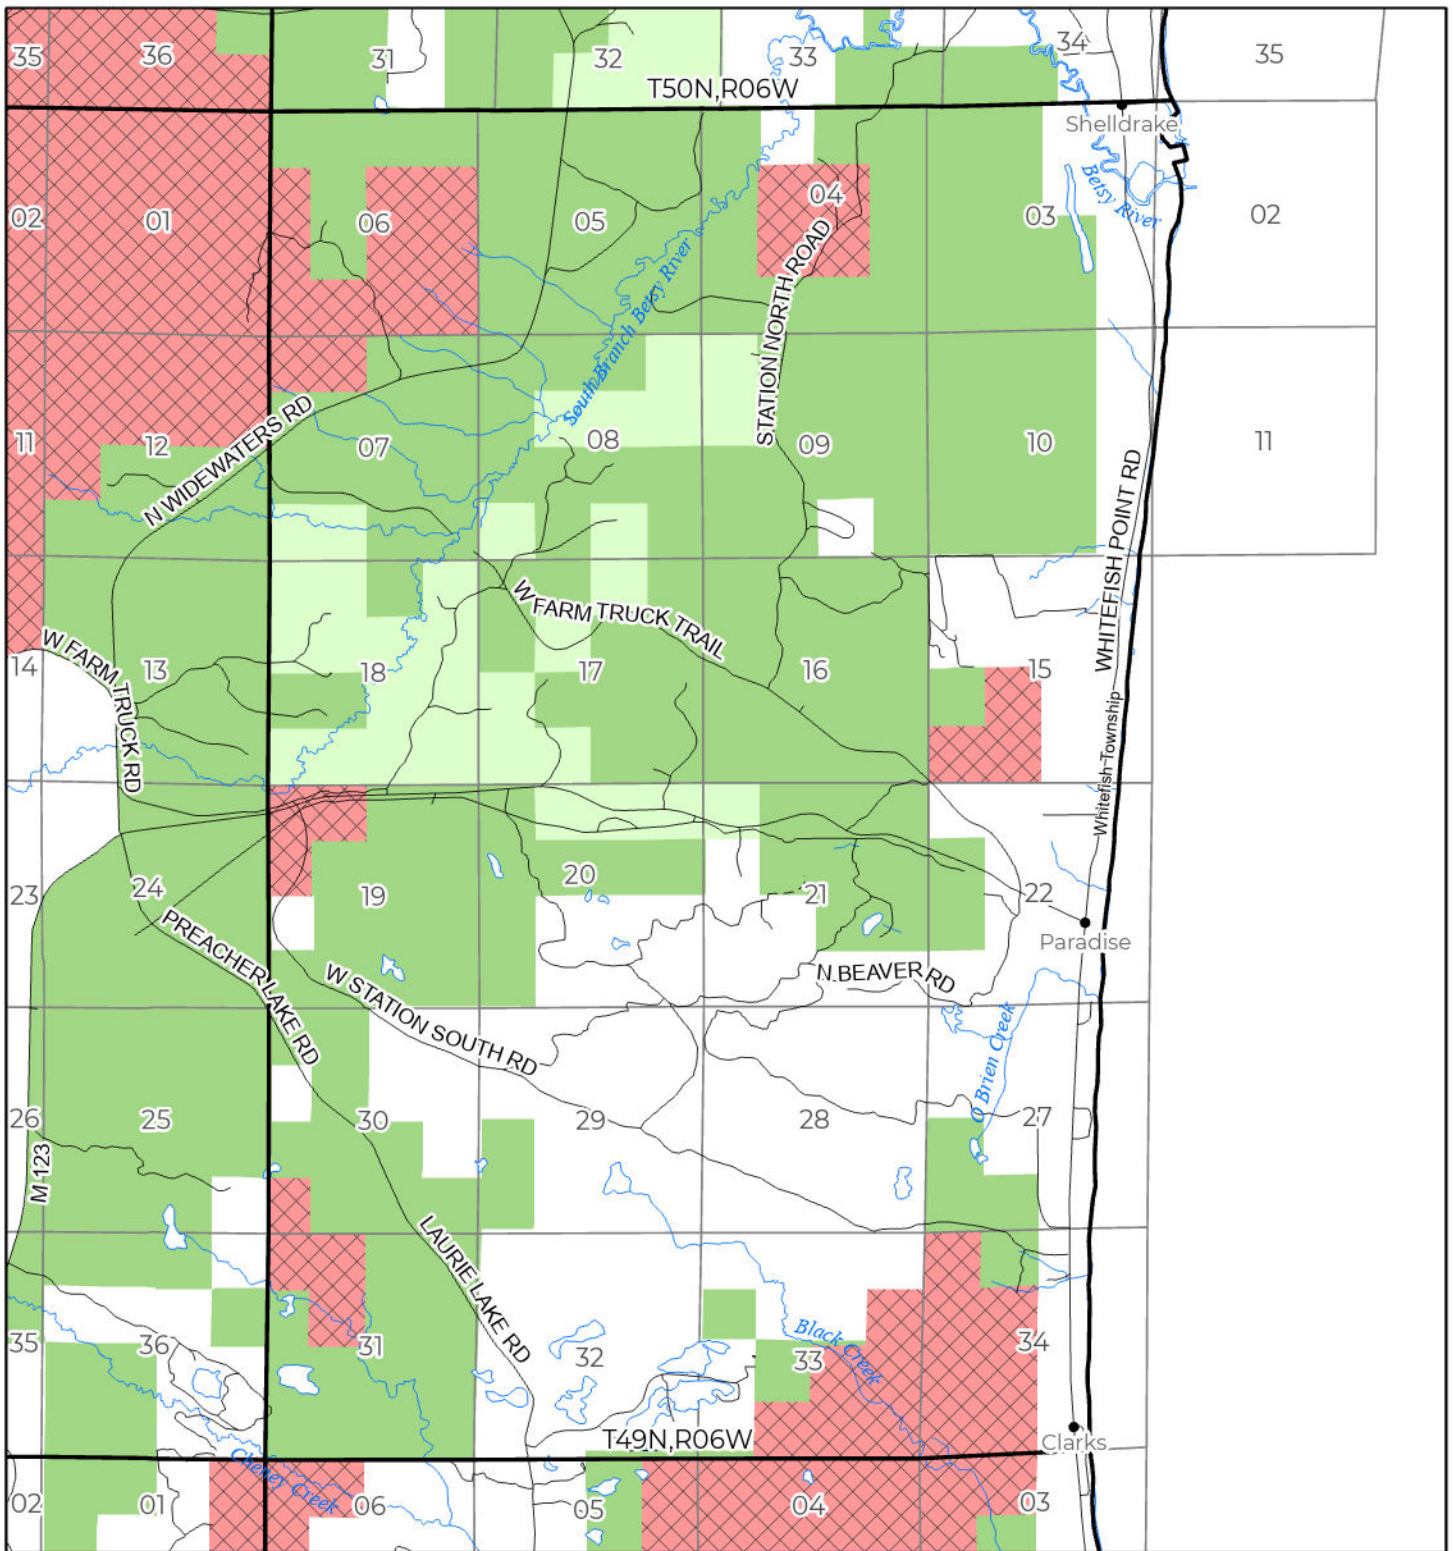 35
36
31
32
33
34
35
T50N,R06W
Shelldrake
02
01
06
05
04
03
Betsy River
02
STATION NORTH ROAD
South Branch Betsy River
11
12
N WIDEWATERS RD
07
08
09
10
11
WHITEFISH POINT RD
W FARM TRUCK TRAIL
14
W FARM TRUCK RD
13
18
17
16
15
Whitefish Township
23
24
19
20
21
22
Paradise
PREACHER LAKE RD
W STATION SOUTH RD
N BEAVER RD
O Brien Creek
26
25
30
29
28
27
M 123
LAURIE LAKE RD
35
36
31
32
33
34
Black Creek
T49N,R06W
Clarks
Cheney Creek
02
01
06
05
04
03